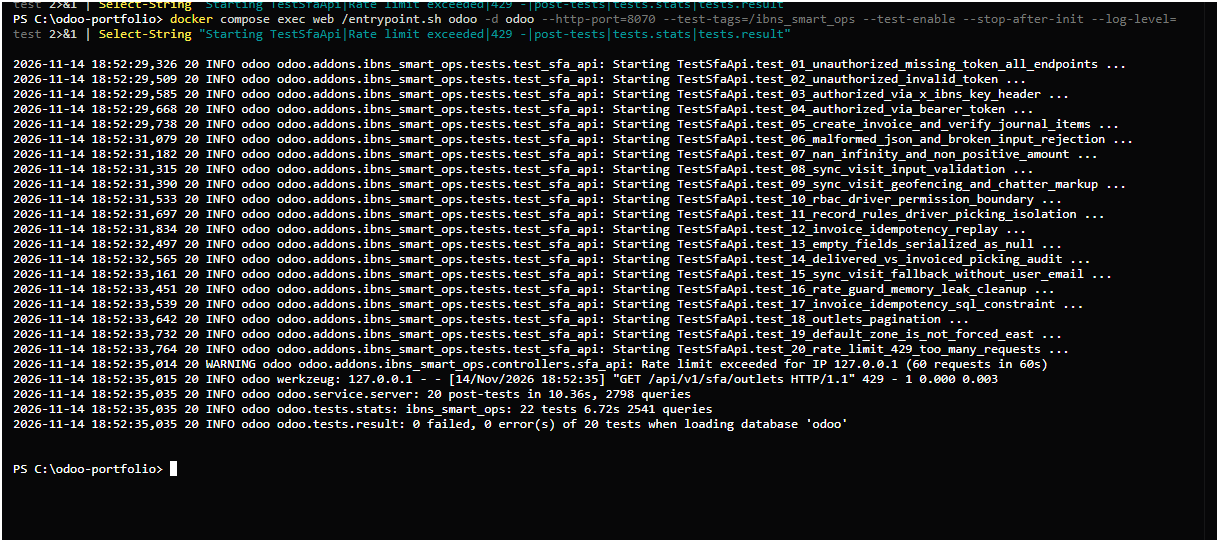 test 2>&1 | Select-String "Starting TestSfaApi|Rate limit exceeded|429 -|post-tests|tests.stats|tests.result
PS C:\odoo-portfolio> docker compose exec web /entrypoint.sh odoo -d odoo --http-port=8070 --test-tags=/ibns_smart_ops --test-enable --stop-after-init --log-level=
test 2>&1 | Select-String "Starting TestSfaApi|Rate limit exceeded|429 -|post-tests|tests.stats|tests.result"
2026-11-14 18:52:29,326 20 INFO odoo odoo.addons.ibns_smart_ops.tests.test_sfa_api: Starting TestSfaApi.test_01_unauthorized_missing_token_all_endpoints ...
2026-11-14 18:52:29,509 20 INFO odoo odoo.addons.ibns_smart_ops.tests.test_sfa_api: Starting TestSfaApi.test_02_unauthorized_invalid_token ...
2026-11-14 18:52:29,585 20 INFO odoo odoo.addons.ibns_smart_ops.tests.test_sfa_api: Starting TestSfaApi.test_03_authorized_via_x_ibns_key_header ...
2026-11-14 18:52:29,668 20 INFO odoo odoo.addons.ibns_smart_ops.tests.test_sfa_api: Starting TestSfaApi.test_04_authorized_via_bearer_token ...
2026-11-14 18:52:29,738 20 INFO odoo odoo.addons.ibns_smart_ops.tests.test_sfa_api: Starting TestSfaApi.test_05_create_invoice_and_verify_journal_items ...
2026-11-14 18:52:31,079 20 INFO odoo odoo.addons.ibns_smart_ops.tests.test_sfa_api: Starting TestSfaApi.test_06_malformed_json_and_broken_input_rejection ...
2026-11-14 18:52:31,182 20 INFO odoo odoo.addons.ibns_smart_ops.tests.test_sfa_api: Starting TestSfaApi.test_07_nan_infinity_and_non_positive_amount ...
2026-11-14 18:52:31,315 20 INFO odoo odoo.addons.ibns_smart_ops.tests.test_sfa_api: Starting TestSfaApi.test_08_sync_visit_input_validation ...
2026-11-14 18:52:31,390 20 INFO odoo odoo.addons.ibns_smart_ops.tests.test_sfa_api: Starting TestSfaApi.test_09_sync_visit_geofencing_and_chatter_markup ...
2026-11-14 18:52:31,533 20 INFO odoo odoo.addons.ibns_smart_ops.tests.test_sfa_api: Starting TestSfaApi.test_10_rbac_driver_permission_boundary ...
2026-11-14 18:52:31,697 20 INFO odoo odoo.addons.ibns_smart_ops.tests.test_sfa_api: Starting TestSfaApi.test_11_record_rules_driver_picking_isolation ...
2026-11-14 18:52:31,834 20 INFO odoo odoo.addons.ibns_smart_ops.tests.test_sfa_api: Starting TestSfaApi.test_12_invoice_idempotency_replay ...
2026-11-14 18:52:32,497 20 INFO odoo odoo.addons.ibns_smart_ops.tests.test_sfa_api: Starting TestSfaApi.test_13_empty_fields_serialized_as_null ...
2026-11-14 18:52:32,565 20 INFO odoo odoo.addons.ibns_smart_ops.tests.test_sfa_api: Starting TestSfaApi.test_14_delivered_vs_invoiced_picking_audit ...
2026-11-14 18:52:33,161 20 INFO odoo odoo.addons.ibns_smart_ops.tests.test_sfa_api: Starting TestSfaApi.test_15_sync_visit_fallback_without_user_email ...
2026-11-14 18:52:33,451 20 INFO odoo odoo.addons.ibns_smart_ops.tests.test_sfa_api: Starting TestSfaApi.test_16_rate_guard_memory_leak_cleanup ...
2026-11-14 18:52:33,539 20 INFO odoo odoo.addons.ibns_smart_ops.tests.test_sfa_api: Starting TestSfaApi.test_17_invoice_idempotency_sql_constraint ...
2026-11-14 18:52:33,642 20 INFO odoo odoo.addons.ibns_smart_ops.tests.test_sfa_api: Starting TestSfaApi.test_18_outlets_pagination ...
2026-11-14 18:52:33,732 20 INFO odoo odoo.addons.ibns_smart_ops.tests.test_sfa_api: Starting TestSfaApi.test_19_default_zone_is_not_forced_east ...
2026-11-14 18:52:33,764 20 INFO odoo odoo.addons.ibns_smart_ops.tests.test_sfa_api: Starting TestSfaApi.test_20_rate_limit_429_too_many_requests ...
2026-11-14 18:52:35,014 20 WARNING odoo odoo.addons.ibns_smart_ops.controllers.sfa_api: Rate limit exceeded for IP 127.0.0.1 (60 requests in 60s)
2026-11-14 18:52:35,015 20 INFO odoo werkzeug: 127.0.0.1 - - [14/Nov/2026 18:52:35] "GET /api/v1/sfa/outlets HTTP/1.1" 429 - 1 0.000 0.003
2026-11-14 18:52:35,035 20 INFO odoo odoo.service.server: 20 post-tests in 10.36s, 2798 queries
2026-11-14 18:52:35,035 20 INFO odoo odoo.tests.stats: ibns_smart_ops: 22 tests 6.72s 2541 queries
2026-11-14 18:52:35,035 20 INFO odoo odoo.tests.result: 0 failed, 0 error(s) of 20 tests when loading database 'odoo'
PS C:\odoo-portfolio>